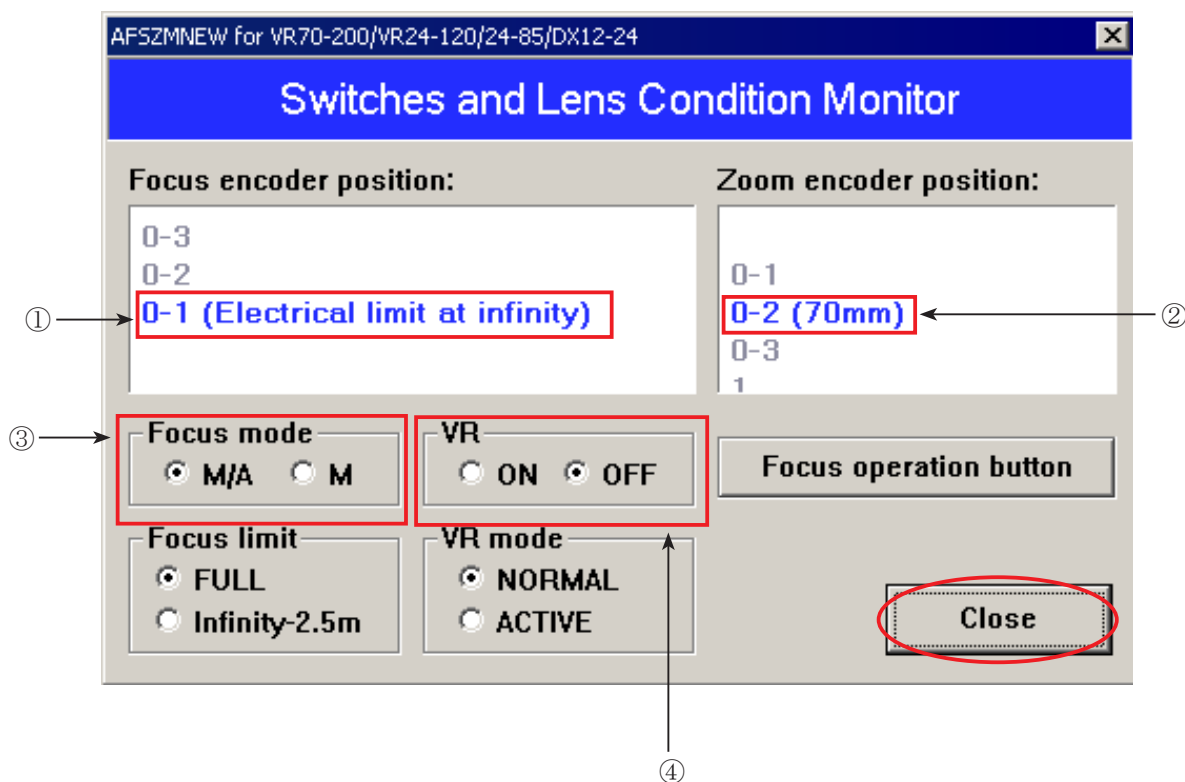 AFSZMNEW for VR70-200/VR24-120/24-85/DX12-24
Switches and Lens Condition Monitor
Focus encoder position:
0-3
0-2
0-1 (Electrical limit at infinity)
①
Zoom encoder position:
0-1
0-2 (70mm)
0-3
1
②
③
Focus mode
M/A M
VR
ON OFF
Focus operation button
Focus limit
FULL
Infinity-2.5m
VR mode
NORMAL
ACTIVE
Close
④